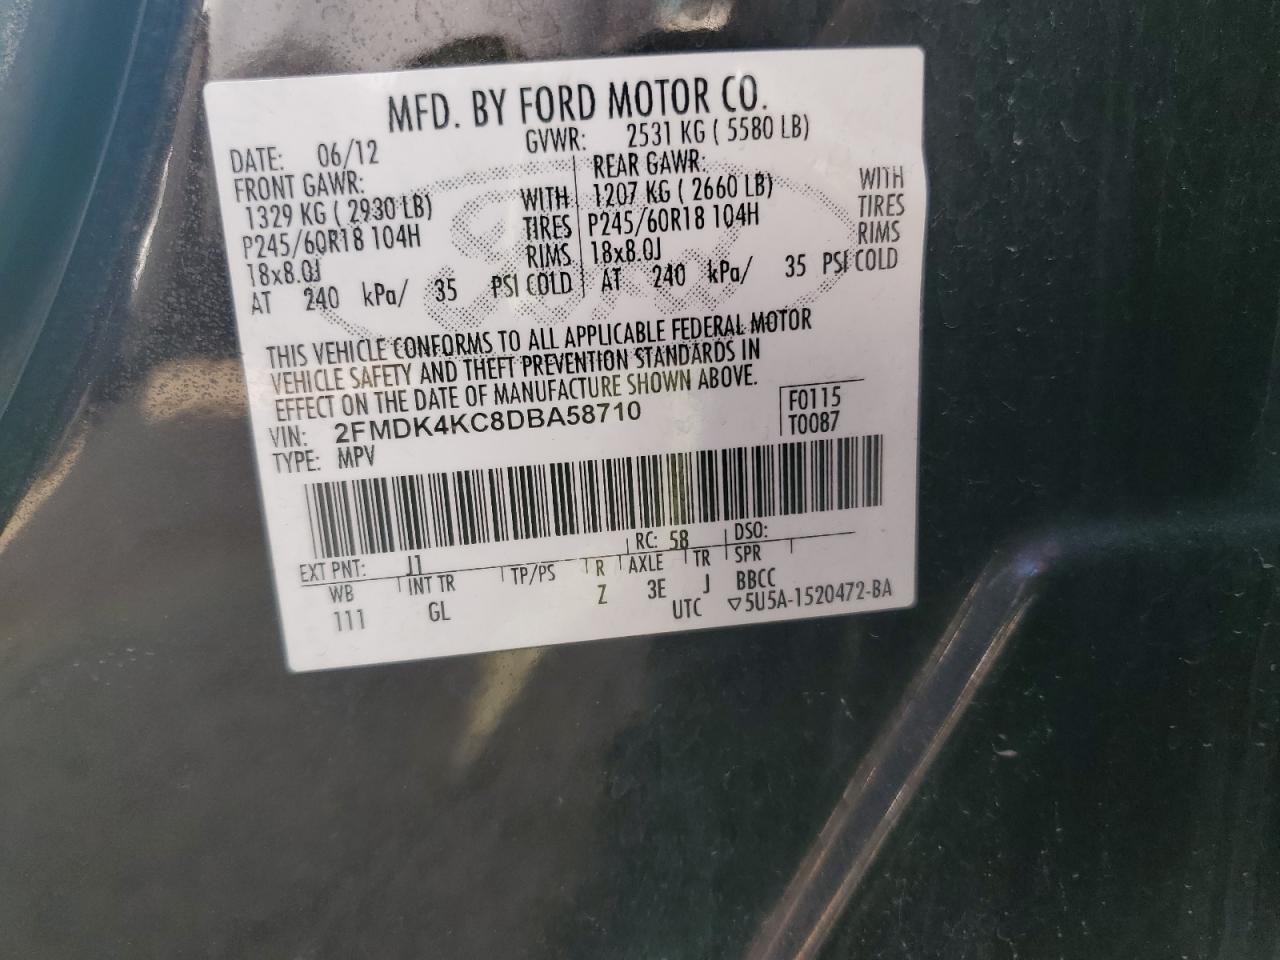 MFD. BY FORD MOTOR CO.
DATE: 06/12 GVWR: 2531 KG ( 5580 LB)
FRONT GAWR: REAR GAWR:
1329 KG ( 2930 LB) WITH 1207 KG ( 2660 LB) WITH
P245/60R18 104H TIRES P245/60R18 104H TIRES
18x8.0J RIMS 18x8.0J RIMS
AT 240 kPa/ 35 PSI COLD AT 240 kPa/ 35 PSI COLD
THIS VEHICLE CONFORMS TO ALL APPLICABLE FEDERAL MOTOR
VEHICLE SAFETY AND THEFT PREVENTION STANDARDS IN
EFFECT ON THE DATE OF MANUFACTURE SHOWN ABOVE.
VIN: 2FMDK4KC8DBA58710 F0115
TYPE: MPV T0087
EXT PNT: J1 RC: 58 DSO:
WB INT TR TP/PS R AXLE TR SPR
111 GL Z 3E J BBCC
UTC ▽5U5A-1520472-BA